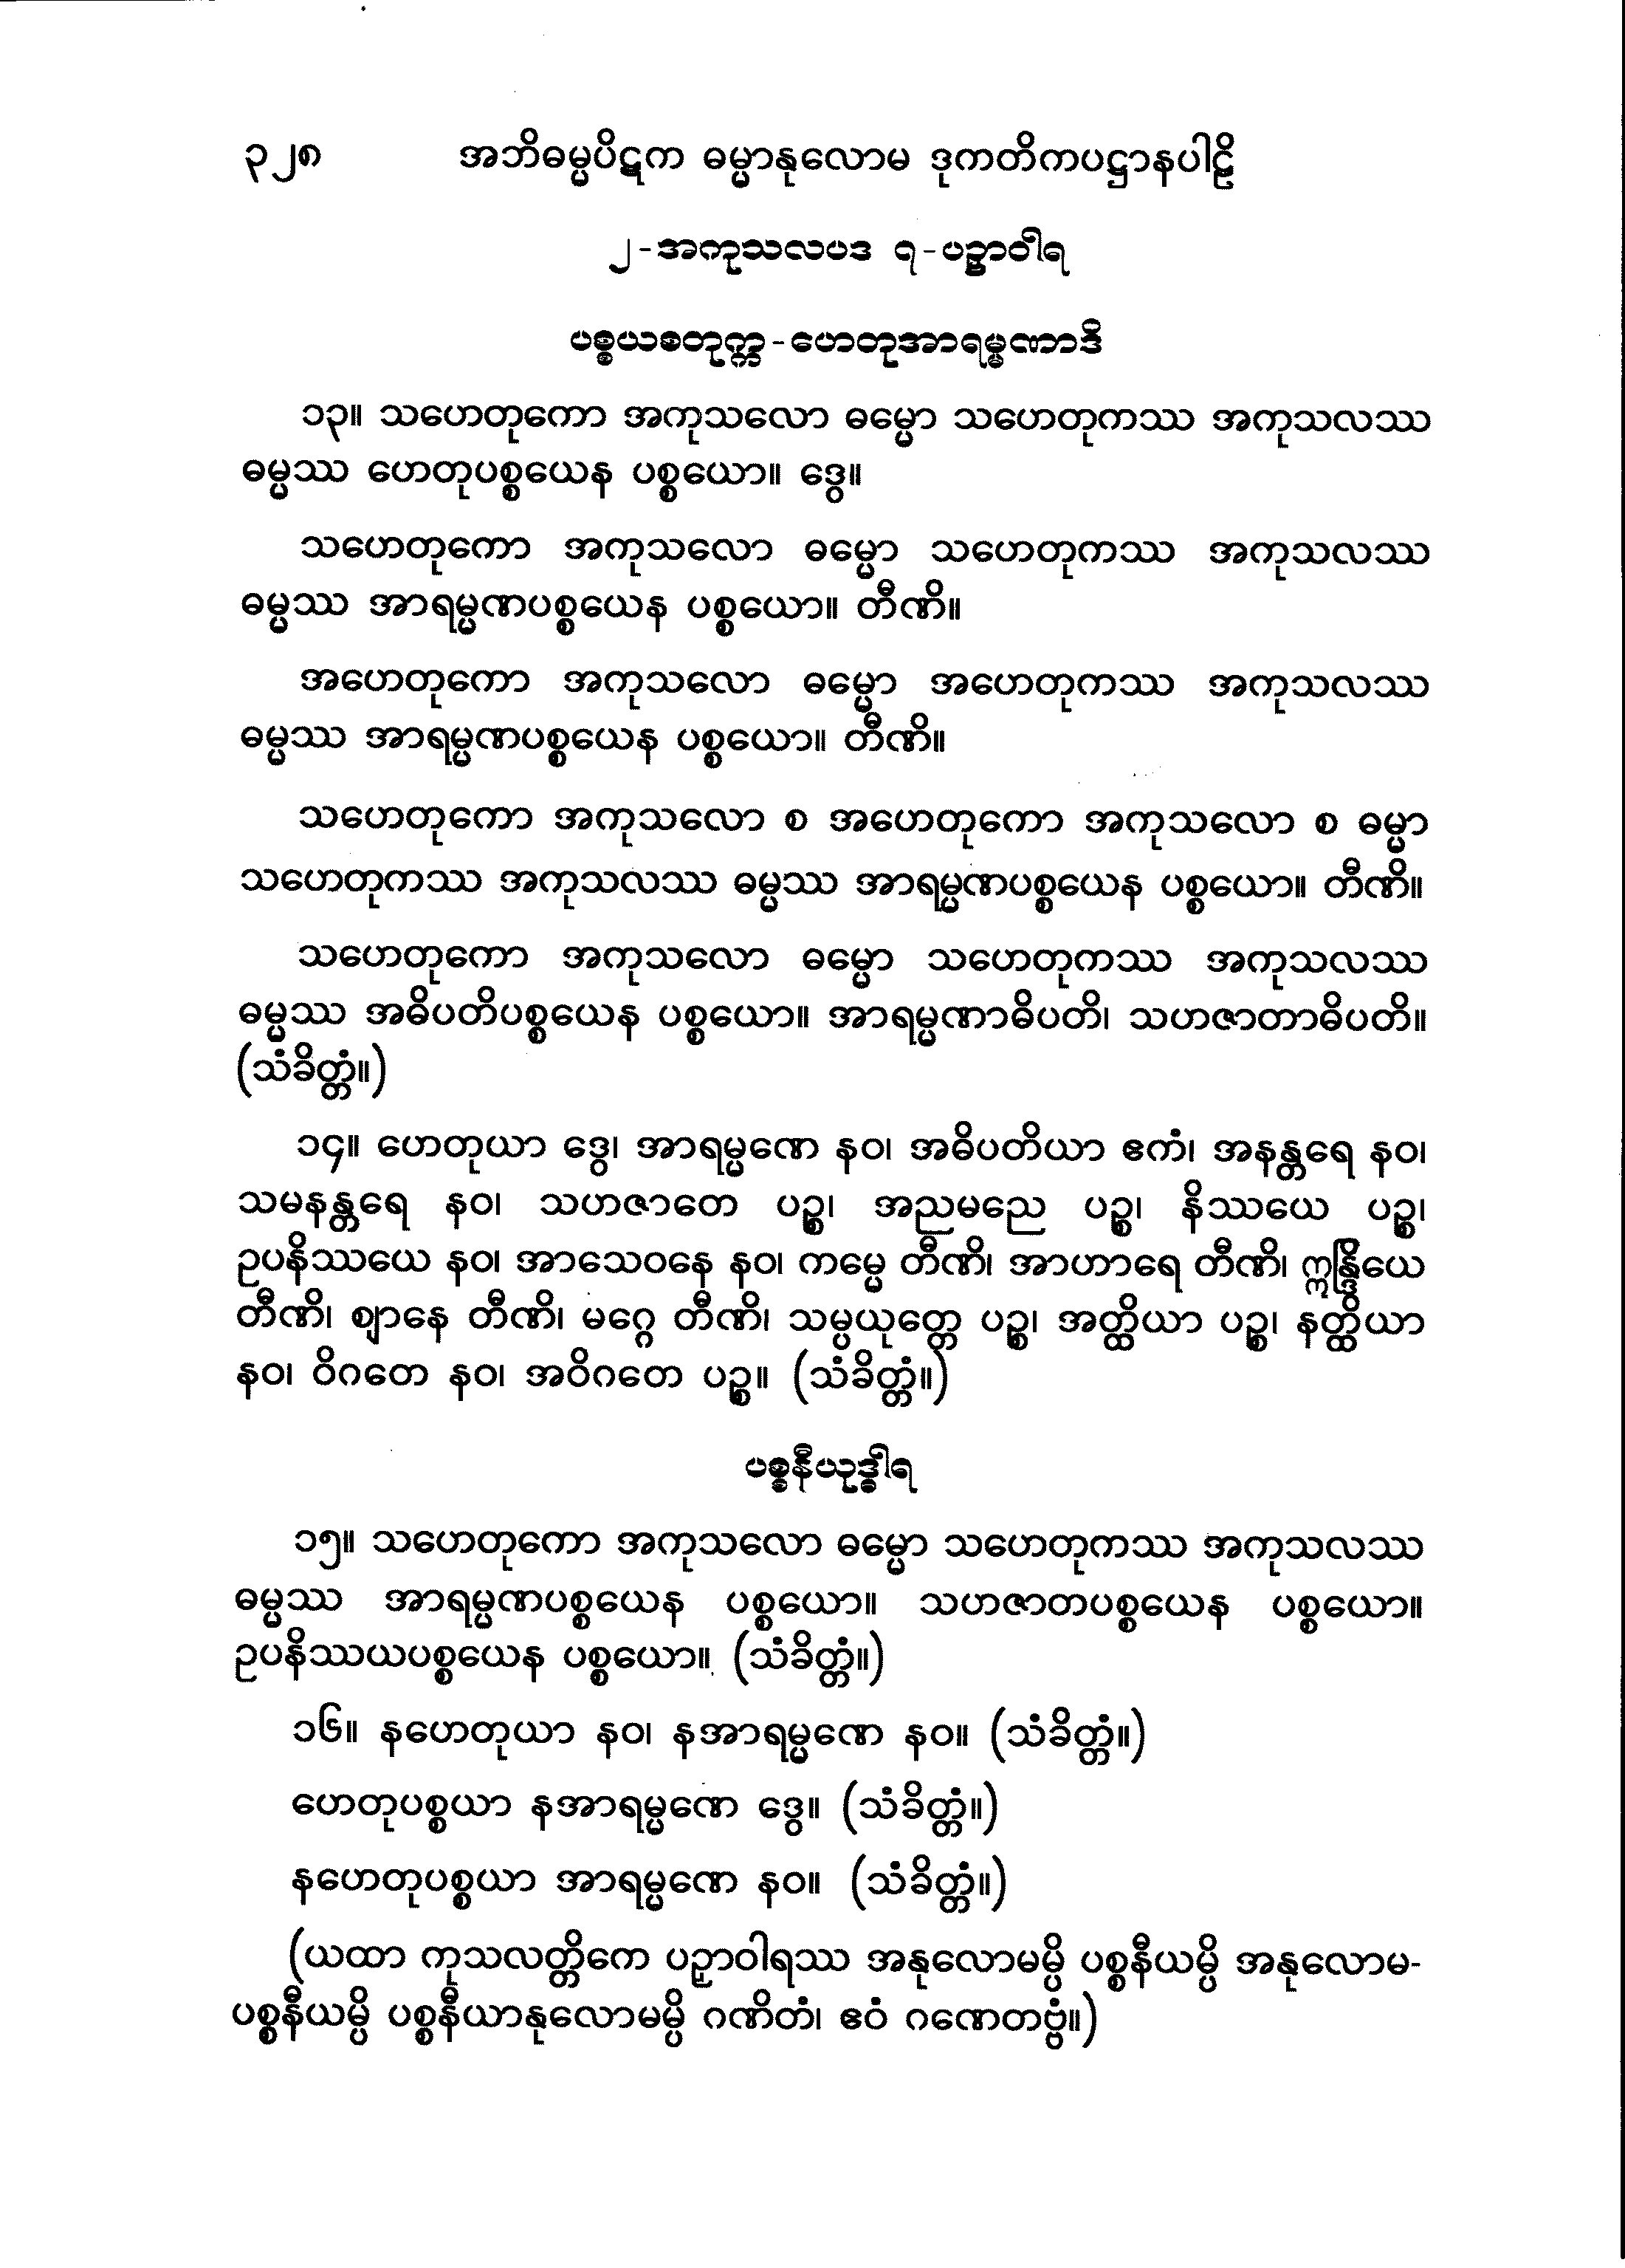 ၃၂၈ အဘိဓမ္မပိဋက ဓမ္မာနုလောမ ဒုကတိကပဋ္ဌာနပါဠိ
၂-အကုသလပဒ ၇-ပဉှာဝါရ
ပစ္စယစတုက္က-ဟေတုအာရမ္မဏာဒိ
၁၃။ သဟေတုကော အကုသလော ဓမ္မော သဟေတုကဿ အကုသလဿ
ဓမ္မဿ ဟေတုပစ္စယေန ပစ္စယော။ ဒွေ။
သဟေတုကော အကုသလော ဓမ္မော သဟေတုကဿ အကုသလဿ
ဓမ္မဿ အာရမ္မဏပစ္စယေန ပစ္စယော။ တီဏိ။
အဟေတုကော အကုသလော ဓမ္မော အဟေတုကဿ အကုသလဿ
ဓမ္မဿ အာရမ္မဏပစ္စယေန ပစ္စယော။ တီဏိ။
သဟေတုကော အကုသလော စ အဟေတုကော အကုသလော စ ဓမ္မာ
သဟေတုကဿ အကုသလဿ ဓမ္မဿ အာရမ္မဏပစ္စယေန ပစ္စယော။ တီဏိ။
သဟေတုကော အကုသလော ဓမ္မော သဟေတုကဿ အကုသလဿ
ဓမ္မဿ အဓိပတိပစ္စယေန ပစ္စယော။ အာရမ္မဏာဓိပတိ၊ သဟဇာတာဓိပတိ။
(သံခိတ္တံ။)
၁၄။ ဟေတုယာ ဒွေ၊ အာရမ္မဏေ နဝ၊ အဓိပတိယာ ဧကံ၊ အနန္တရေ နဝ၊
သမနန္တရေ နဝ၊ သဟဇာတေ ပဉ္စ၊ အညမညေ ပဉ္စ၊ နိဿယေ ပဉ္စ၊
ဥပနိဿယေ နဝ၊ အာသေဝနေ နဝ၊ ကမ္မေ တီဏိ၊ အာဟာရေ တီဏိ၊ ဣန္ဒြိယေ
တီဏိ၊ ဈာနေ တီဏိ၊ မဂ္ဂေ တီဏိ၊ သမ္ပယုတ္တေ ပဉ္စ၊ အတ္ထိယာ ပဉ္စ၊ နတ္ထိယာ
နဝ၊ ဝိဂတေ နဝ၊ အဝိဂတေ ပဉ္စ။ (သံခိတ္တံ။)
ပစ္စနီယုဒ္ဓါရ
၁၅။ သဟေတုကော အကုသလော ဓမ္မော သဟေတုကဿ အကုသလဿ
ဓမ္မဿ အာရမ္မဏပစ္စယေန ပစ္စယော။ သဟဇာတပစ္စယေန ပစ္စယော။
ဥပနိဿယပစ္စယေန ပစ္စယော။ (သံခိတ္တံ။)
၁၆။ နဟေတုယာ နဝ၊ နအာရမ္မဏေ နဝ။ (သံခိတ္တံ။)
ဟေတုပစ္စယာ နအာရမ္မဏေ ဒွေ။ (သံခိတ္တံ။)
နဟေတုပစ္စယာ အာရမ္မဏေ နဝ။ (သံခိတ္တံ။)
(ယထာ ကုသလတ္တိကေ ပဉှာဝါရဿ အနုလောမမ္ပိ ပစ္စနီယမ္ပိ အနုလောမ-
ပစ္စနီယမ္ပိ ပစ္စနီယာနုလောမမ္ပိ ဂဏိတံ၊ ဧဝံ ဂဏေတဗ္ဗံ။)